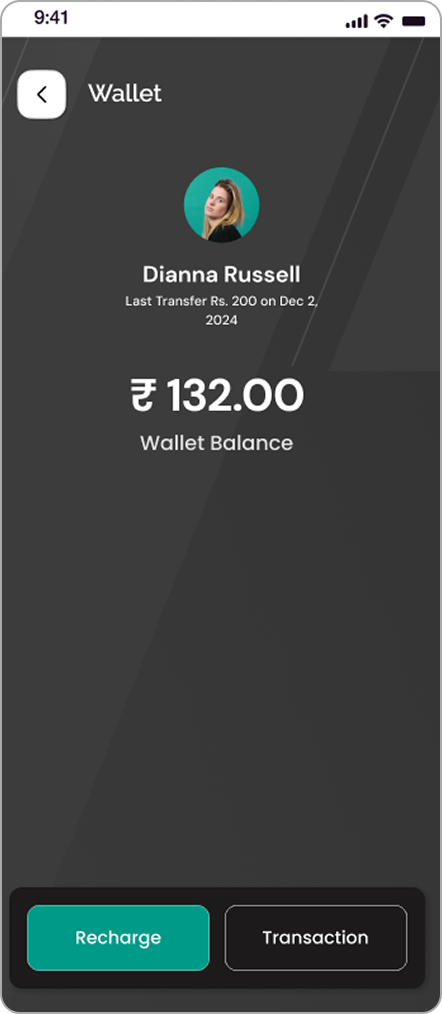 9:41
Wallet
Dianna Russell
Last Transfer Rs. 200 on Dec 2,
2024
₹ 132.00
Wallet Balance
Recharge
Transaction